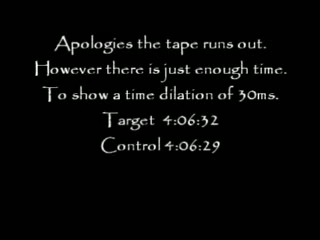 Apologies the tape runs out.
However there is just enough time.
To show a time dilation of 30ms.
Target 4:06:32
Control 4:06:29